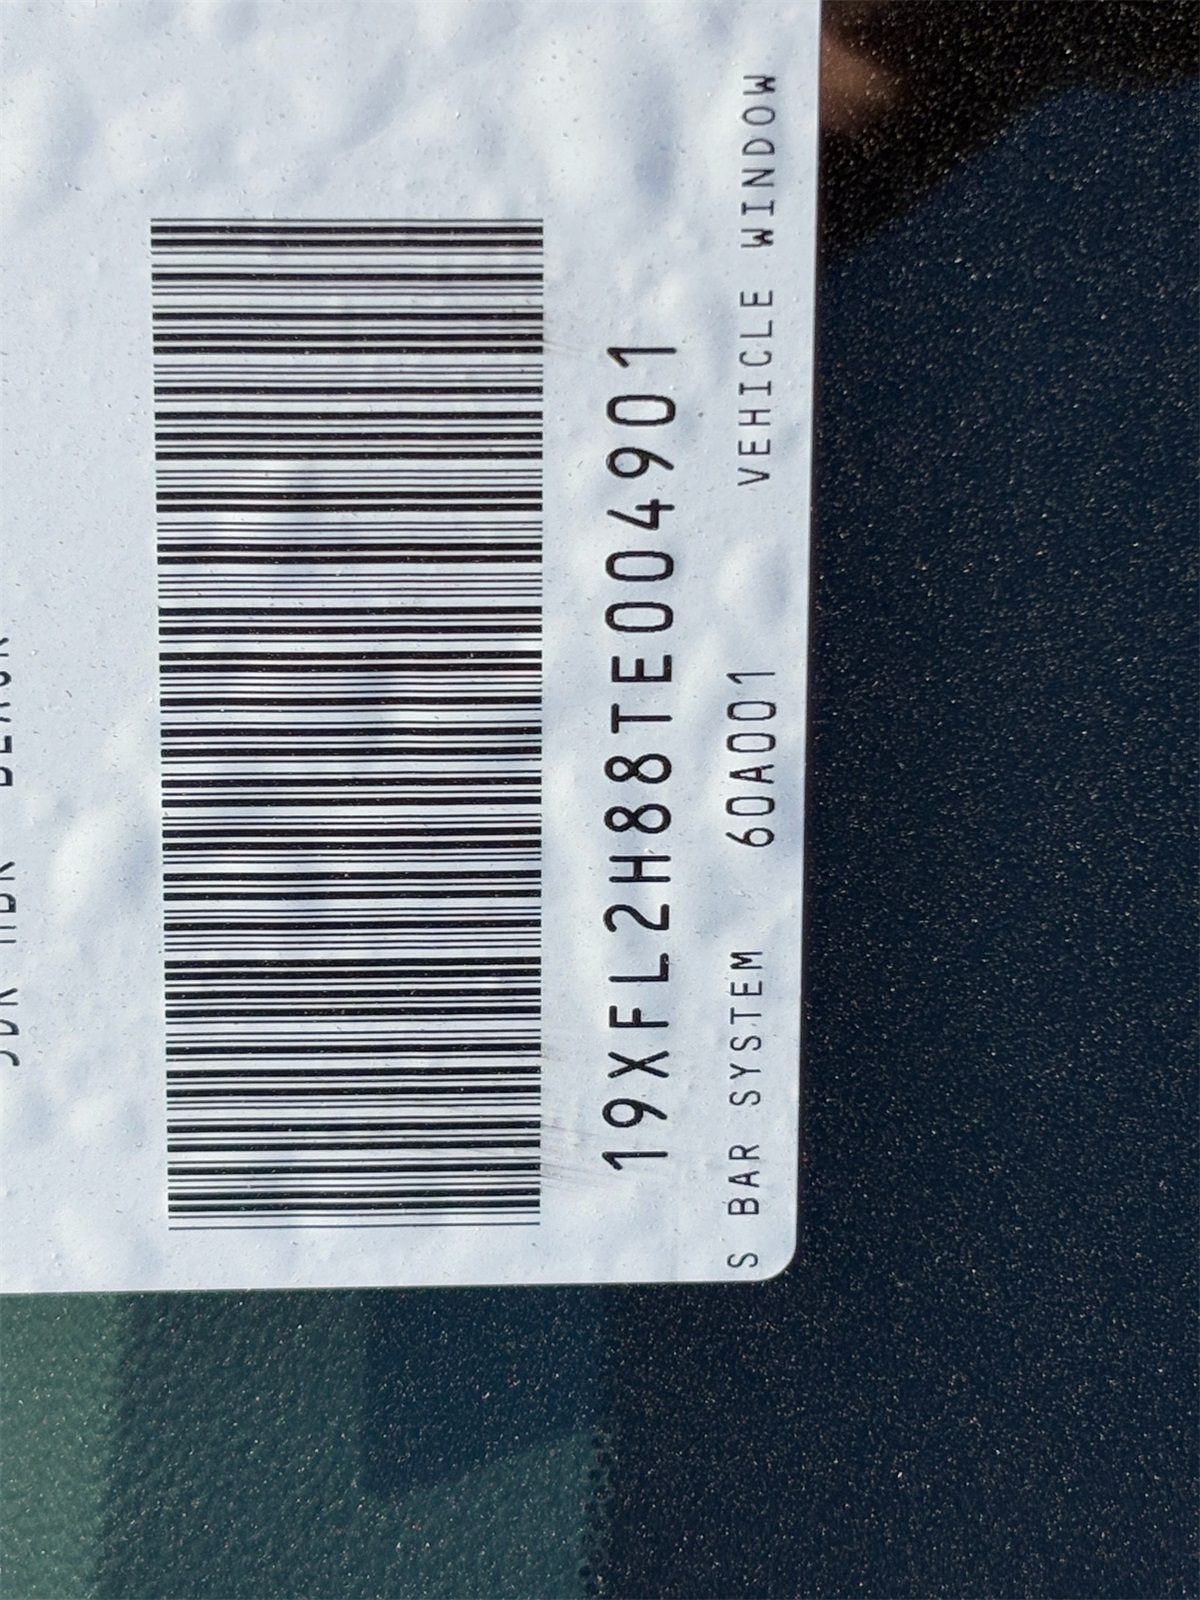 19XFL2H88TE004901
S BAR SYSTEM 60A001 VEHICLE WINDOW